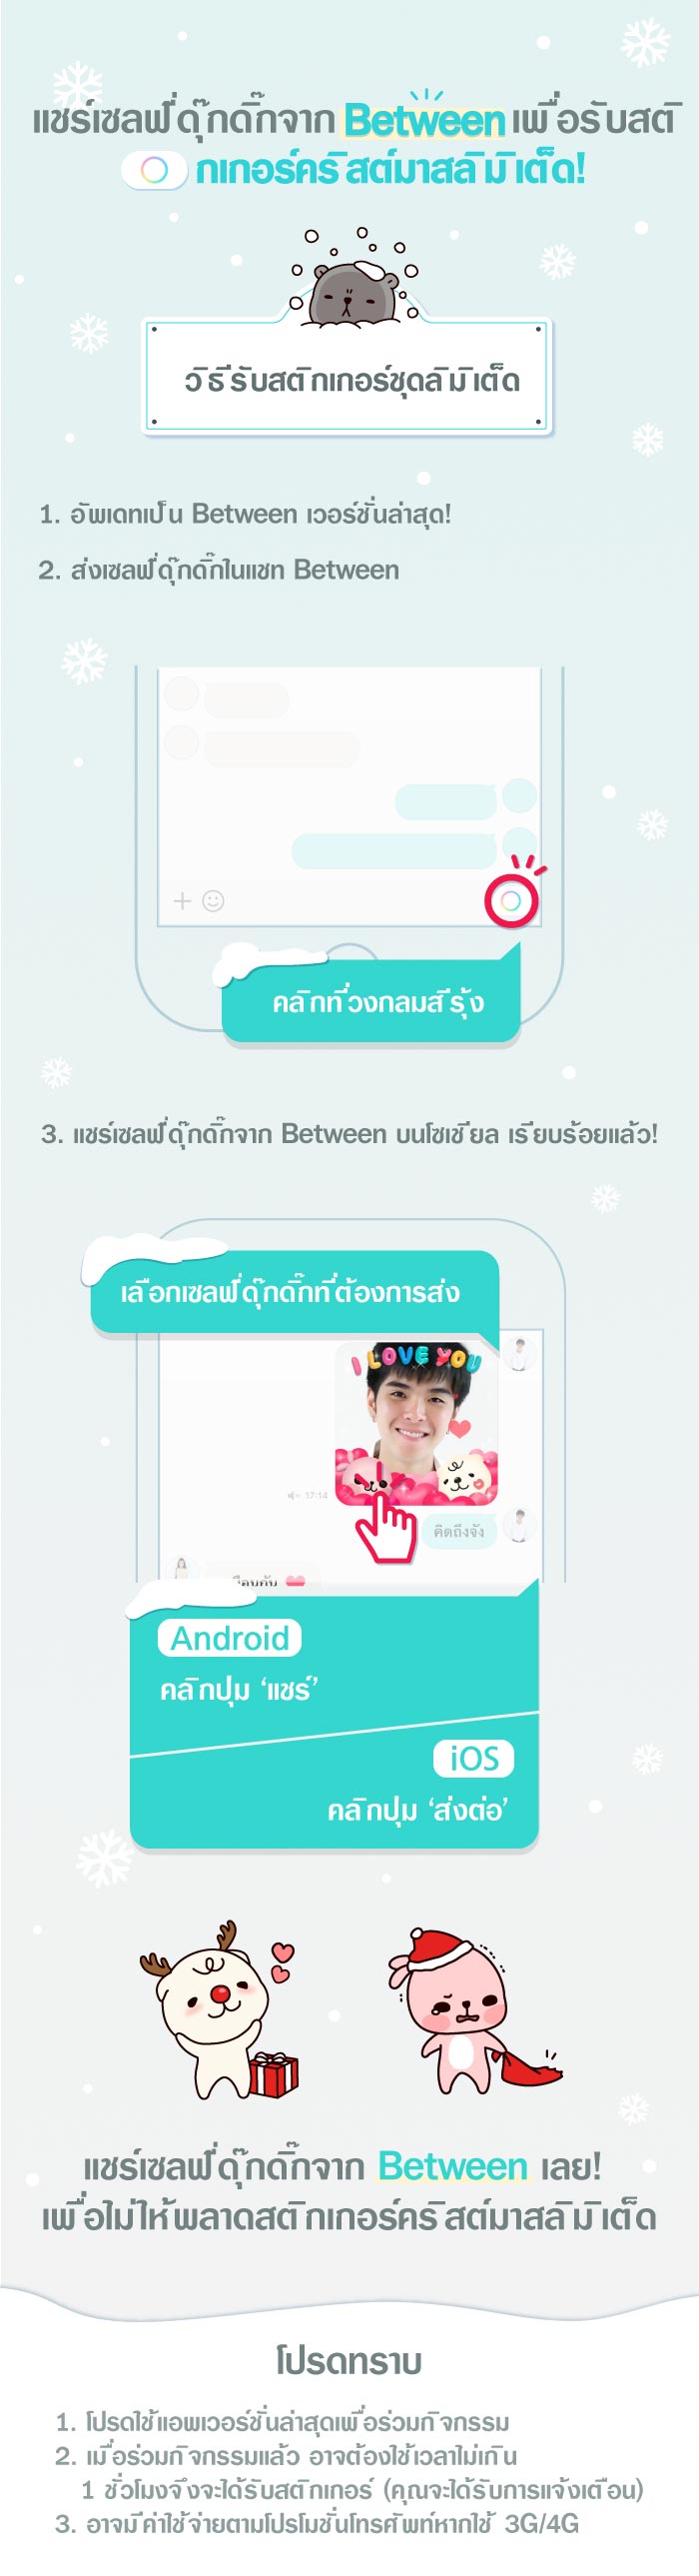 แชร์เซลฟี่ดุ๊กดิ๊กจาก Between เพื่อรับสติ
กเกอร์คริสต์มาสลิมิเต็ด!
วิธีรับสติกเกอร์ชุดลิมิเต็ด
1. อัพเดทเป็น Between เวอร์ชั่นล่าสุด!
2. ส่งเซลฟี่ดุ๊กดิ๊กในแชท Between
คลิกที่วงกลมสีรุ้ง
3. แชร์เซลฟี่ดุ๊กดิ๊กจาก Between บนโซเชียล เรียบร้อยแล้ว!
เลือกเซลฟี่ดุ๊กดิ๊กที่ต้องการส่ง
I LOVE YOU
17:14
คิดถึงจัง
Android
คลิกปุ่ม ‘แชร์’
iOS
คลิกปุ่ม ‘ส่งต่อ’
แชร์เซลฟี่ดุ๊กดิ๊กจาก Between เลย!
เพื่อไม่ให้พลาดสติกเกอร์คริสต์มาสลิมิเต็ด
โปรดทราบ
1. โปรดใช้แอพเวอร์ชั่นล่าสุดเพื่อร่วมกิจกรรม
2. เมื่อร่วมกิจกรรมแล้ว อาจต้องใช้เวลาไม่เกิน
1 ชั่วโมงจึงจะได้รับสติกเกอร์ (คุณจะได้รับการแจ้งเตือน)
3. อาจมีค่าใช้จ่ายตามโปรโมชั่นโทรศัพท์หากใช้ 3G/4G